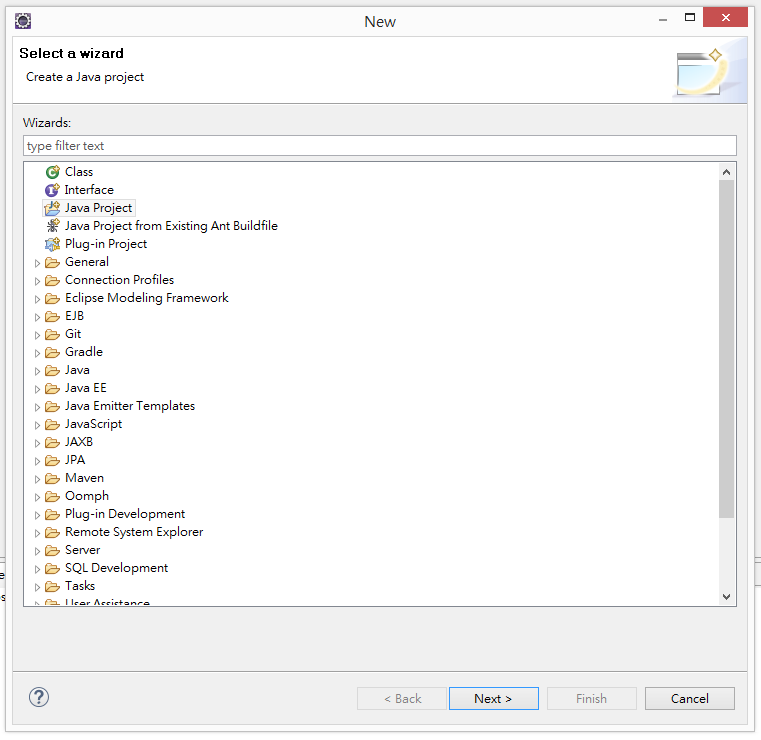 New
Select a wizard
Create a Java project
Wizards:
type filter text
Class
Interface
Java Project
Java Project from Existing Ant Buildfile
Plug-in Project
General
Connection Profiles
Eclipse Modeling Framework
EJB
Git
Gradle
Java
Java EE
Java Emitter Templates
JavaScript
JAXB
JPA
Maven
Oomph
Plug-in Development
Remote System Explorer
Server
SQL Development
Tasks
User Assistance
< Back Next > Finish Cancel